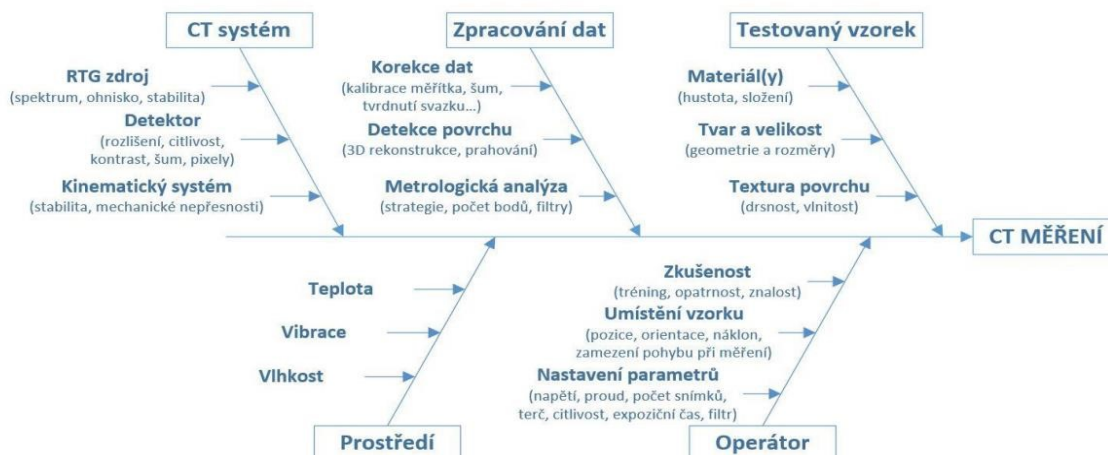 CT systém
Zpracování dat
Testovaný vzorek
RTG zdroj
(spektrum, ohnisko, stabilita)
Detektor
(rozlišení, citlivost,
kontrast, šum, pixely)
Kinematický systém
(stabilita, mechanické nepřesnosti)
Korekce dat
(kalibrace měřítka, šum,
tvrdnutí svazku...)
Detekce povrchu
(3D rekonstrukce, prahování)
Metrologická analýza
(strategie, počet bodů, filtry)
Materiál(y)
(hustota, složení)
Tvar a velikost
(geometrie a rozměry)
Textura povrchu
(drsnost, vlnitost)
CT MĚŘENÍ
Teplota
Vibrace
Vlhkost
Zkušenost
(tréning, opatrnost, znalost)
Umístění vzorku
(pozice, orientace, náklon,
zamezení pohybu při měření)
Nastavení parametrů
(napětí, proud, počet snímků,
terč, citlivost, expoziční čas, filtr)
Prostředí
Operátor